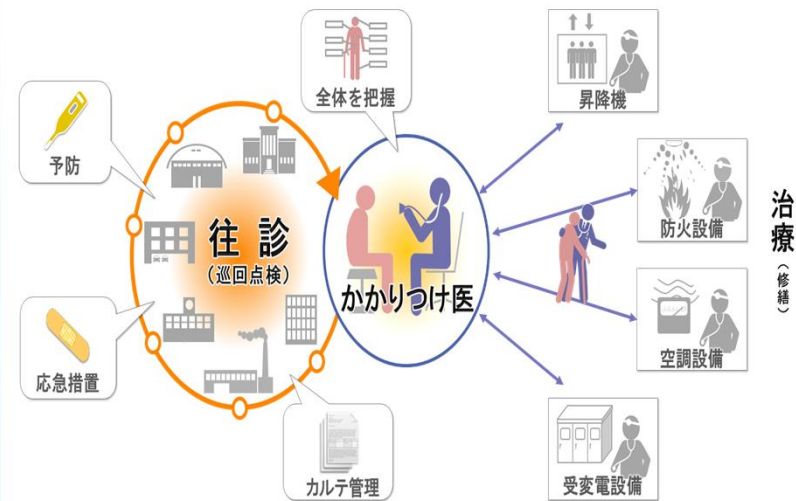 全体を把握
予防
往診
（巡回点検）
かかりつけ医
応急措置
カルテ管理
昇降機
防火設備
空調設備
受変電設備
治療
（修繕）